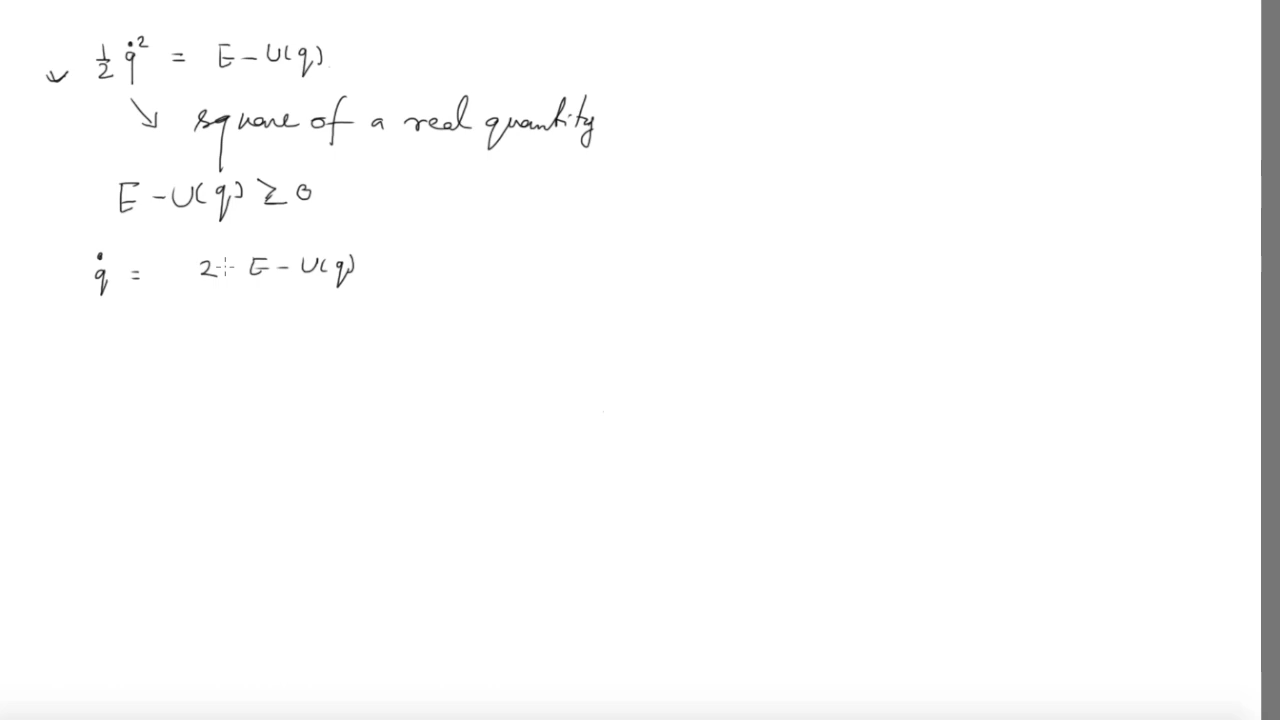 ½ q̇² = E - U(q)
↘ square of a real quantity
E - U(q) ≥ 0
q̇ = 2 E - U(q)